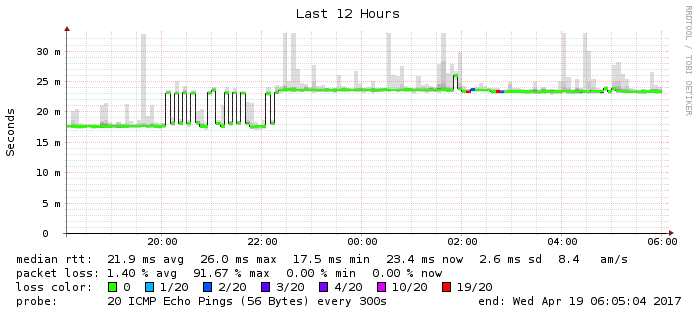 Last 12 Hours
RRDTOOL / TOBI OETIKER
Seconds
30 m
25 m
20 m
15 m
10 m
5 m
0
20:00 22:00 00:00 02:00 04:00 06:00
median rtt: 21.9 ms avg 26.0 ms max 17.5 ms min 23.4 ms now 2.6 ms sd 8.4 am/s
packet loss: 1.40 % avg 91.67 % max 0.00 % min 0.00 % now
loss color: 0 1/20 2/20 3/20 4/20 10/20 19/20
probe: 20 ICMP Echo Pings (56 Bytes) every 300s end: Wed Apr 19 06:05:04 2017